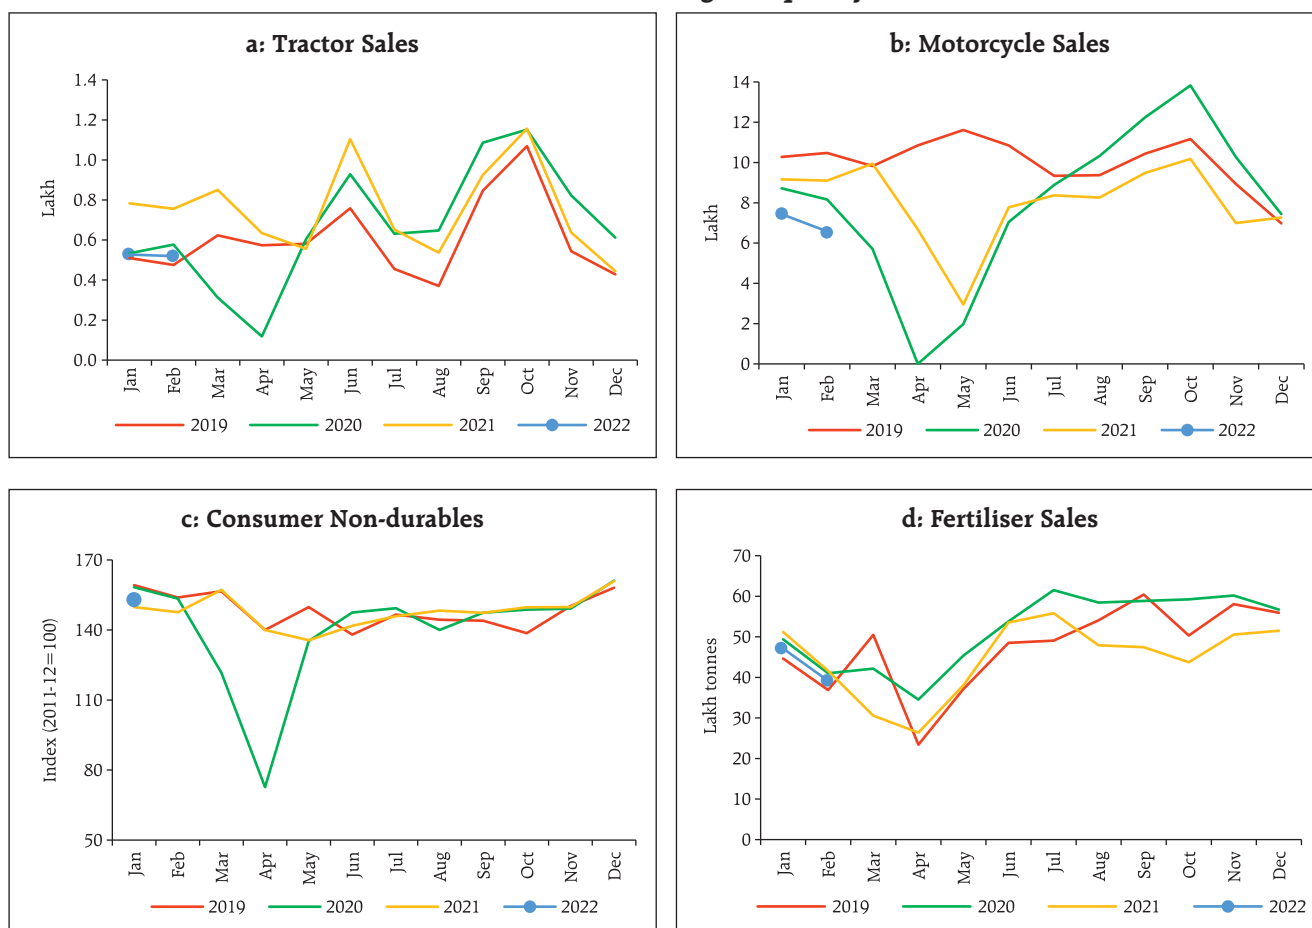 a: Tractor Sales
1.4
1.2
1.0
0.8
0.6
0.4
0.2
0.0
Lakh
Jan Feb Mar Apr May Jun Jul Aug Sep Oct Nov Dec
2019 2020 2021 2022
b: Motorcycle Sales
14
12
10
8
6
4
2
0
Lakh
Jan Feb Mar Apr May Jun Jul Aug Sep Oct Nov Dec
2019 2020 2021 2022
c: Consumer Non-durables
170
140
110
80
50
Index (2011-12=100)
Jan Feb Mar Apr May Jun Jul Aug Sep Oct Nov Dec
2019 2020 2021 2022
d: Fertiliser Sales
70
60
50
40
30
20
10
0
Lakh tonnes
Jan Feb Mar Apr May Jun Jul Aug Sep Oct Nov Dec
2019 2020 2021 2022